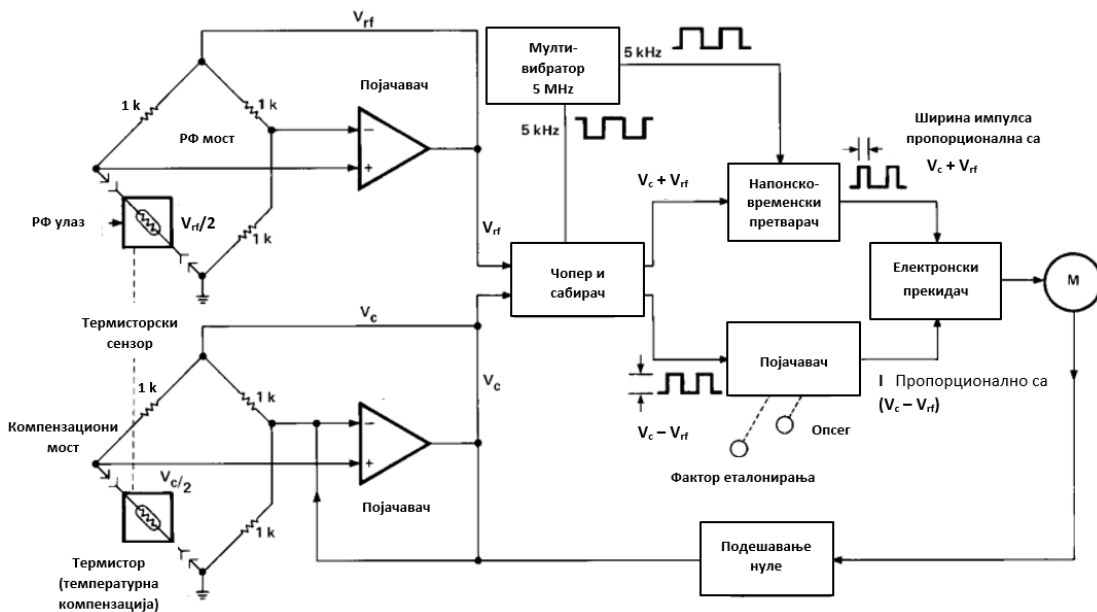 V_rf
1 k
1 k
Појачавач
РФ мост
−
+
РФ улаз
V_rf/2
1 k
V_rf
Мулти-
вибратор
5 MHz
5 kHz
5 kHz
Ширина импулса
пропорционална са
V_c + V_rf
V_c + V_rf
Напонско-
временски
претварач
Чопер и
сабирач
Електронски
прекидач
М
Термисторски
сензор
V_c
1 k
1 k
V_c
−
+
Компензациони
мост
V_c/2
1 k
Појачавач
Термистор
(температурна
компензација)
V_c – V_rf
Појачавач
I Пропорционално са
(V_c – V_rf)
Опсег
Фактор еталонирања
Подешавање
нуле